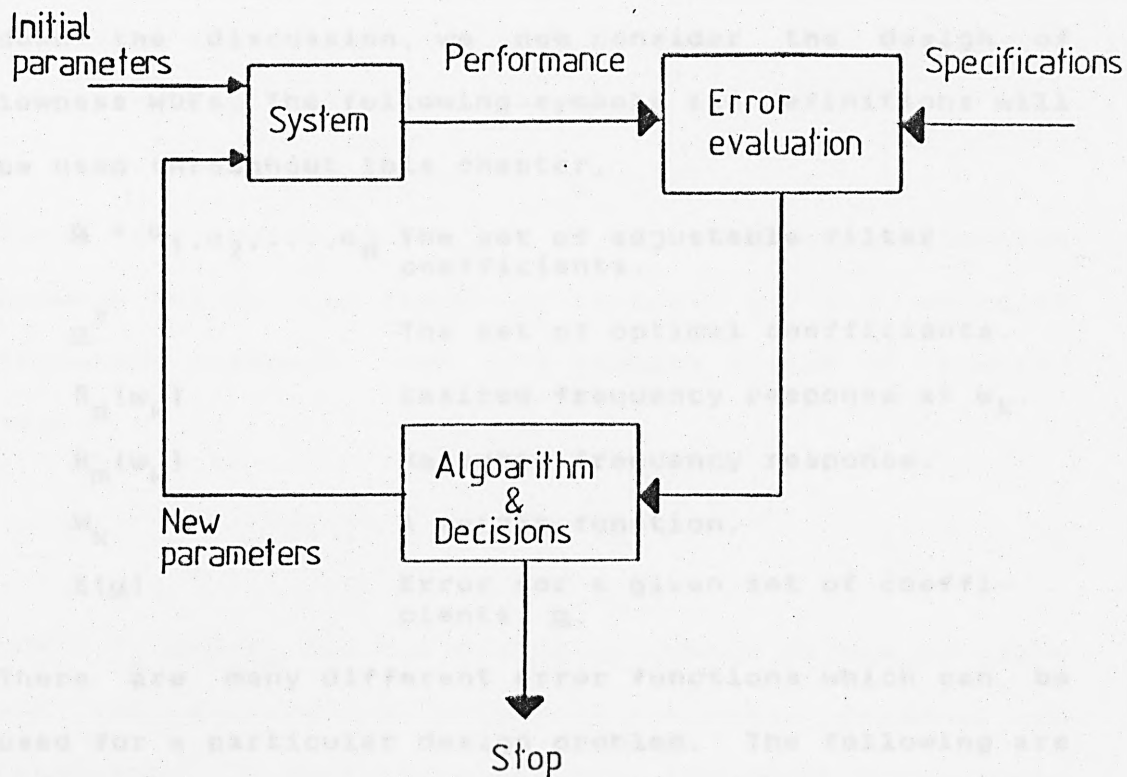 Initial
parameters
System
Performance
Error
evaluation
Specifications
Algoarithm
&
Decisions
New
parameters
Stop
the discussion, we now consider the design of
The following symbols definitions will
be used throughout this chapter.
The set of adjustable filter
coefficients.
The set of optimal coefficients.
Desired frequency response at
frequency response.
function.
Error for a given set of coeffi-
cients
There are many different error functions which can be
used for a particular design problem. The following are